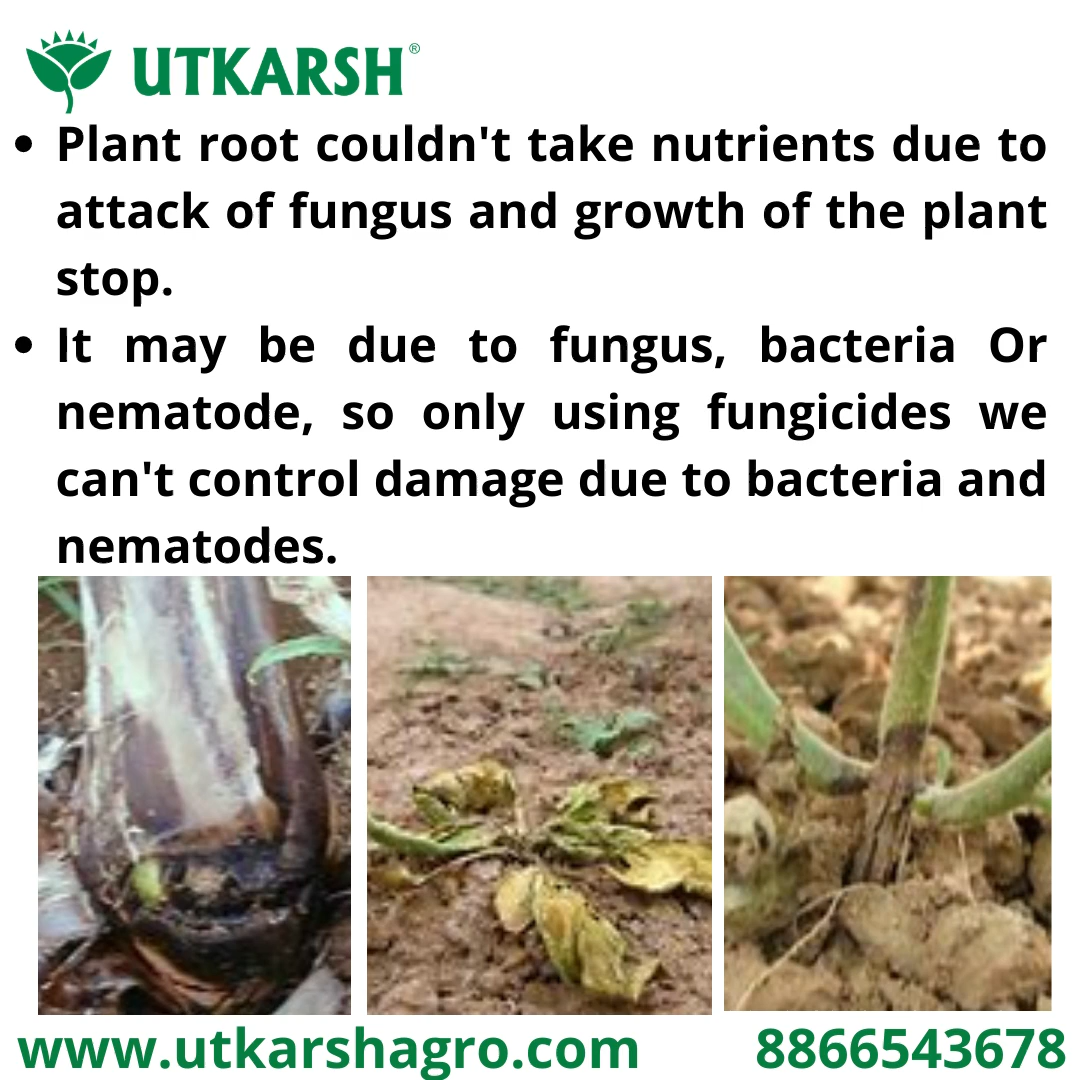 UTKARSH®
• Plant root couldn't take nutrients due to
attack of fungus and growth of the plant
stop.
• It may be due to fungus, bacteria Or
nematode, so only using fungicides we
can't control damage due to bacteria and
nematodes.
www.utkarshagro.com 8866543678